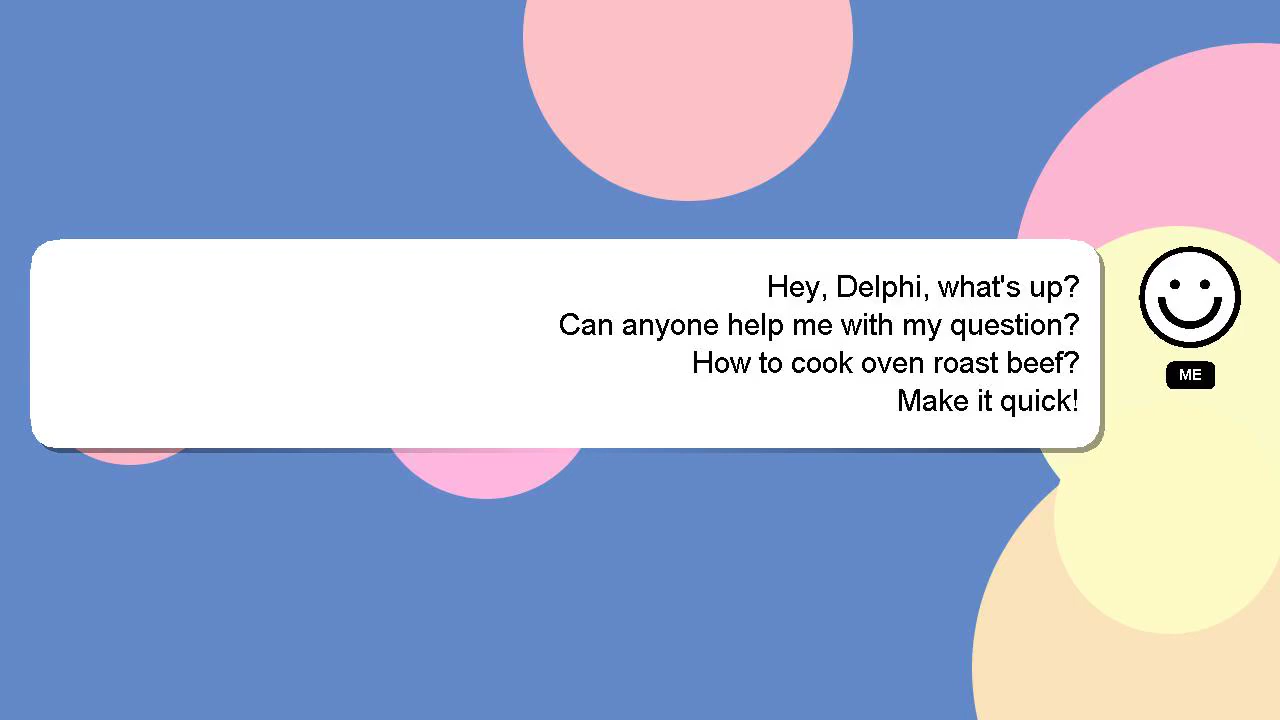 Hey, Delphi, what's up?
Can anyone help me with my question?
How to cook oven roast beef?
Make it quick!
ME